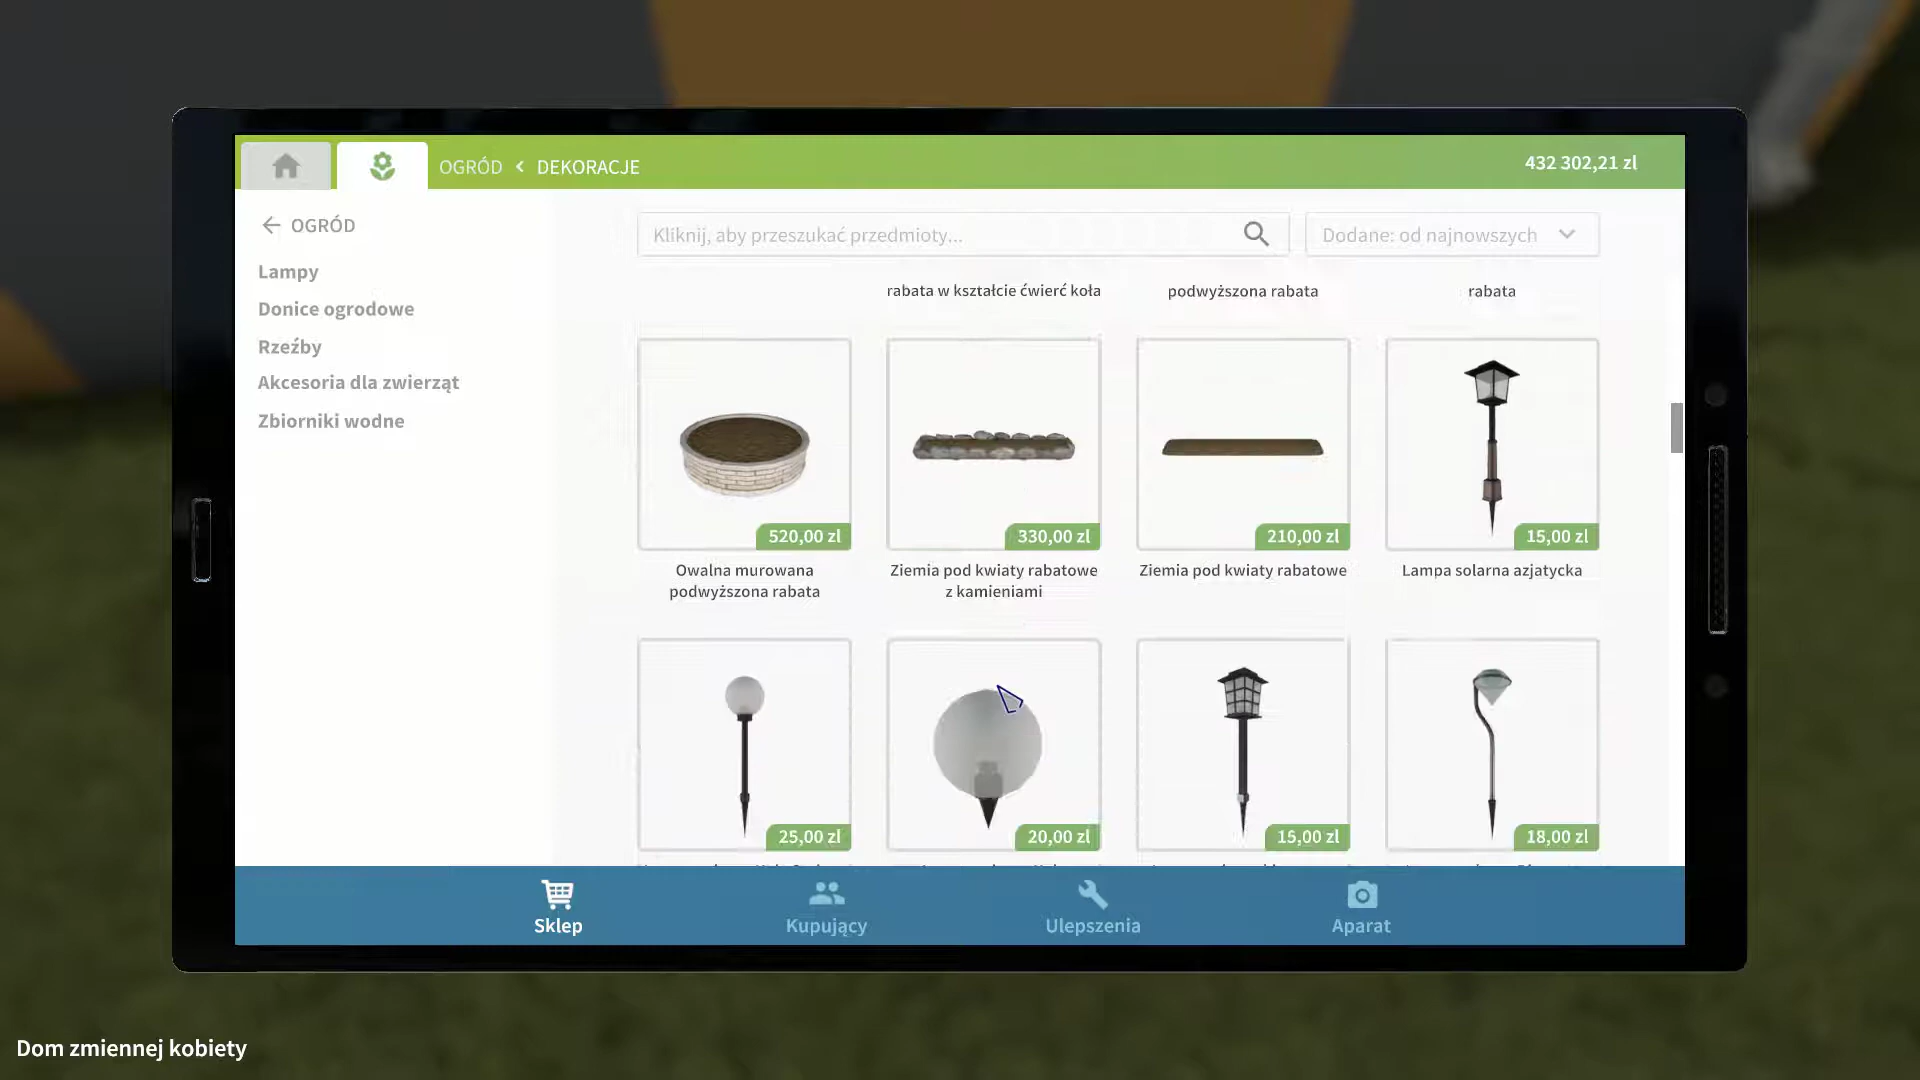 OGRÓD DEKORACJE
432 302,21 zl
OGRÓD
Lampy
Donice ogrodowe
Rzeźby
Akcesoria dla zwierząt
Zbiorniki wodne
Kliknij, aby przeszukać przedmioty...
Dodane: od najnowszych
rabata w kształcie ćwierć koła
podwyższona rabata
rabata
520,00 zl
330,00 zl
210,00 zl
15,00 zl
Owalna murowana
podwyższona rabata
Ziemia pod kwiaty rabatowe
z kamieniami
Ziemia pod kwiaty rabatowe
Lampa solarna azjatycka
25,00 zl
20,00 zl
15,00 zl
18,00 zl
Sklep
Kupujący
Ulepszenia
Aparat
Dom zmiennej kobiety